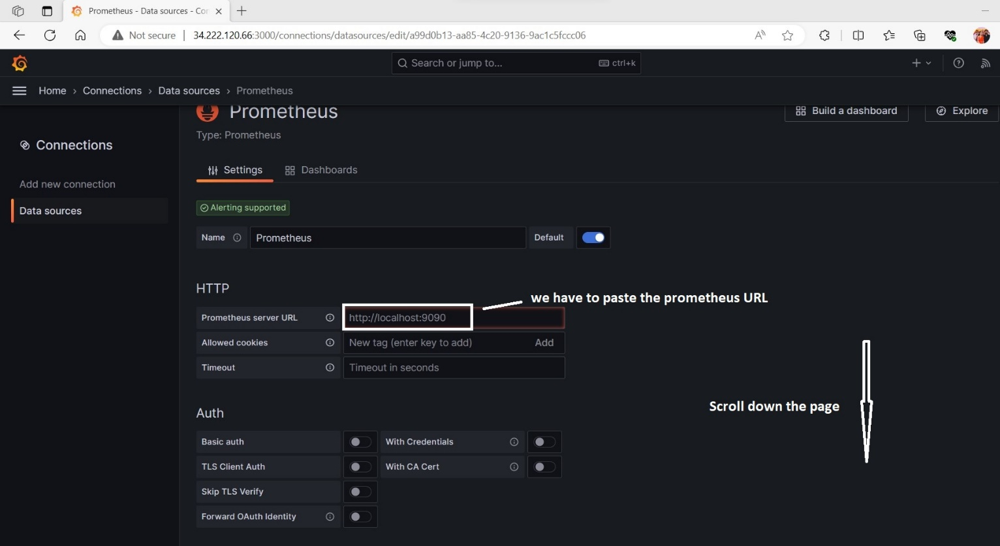 Prometheus - Data sources - Con
Not secure | 34.222.120.66:3000/connections/datasources/edit/a99d0b13-aa85-4c20-9136-9ac1c5fccc06
Search or jump to... ctrl+k
Home > Connections > Data sources > Prometheus
Prometheus
Build a dashboard
Explore
Type: Prometheus
Connections
Settings
Dashboards
Add new connection
Data sources
Alerting supported
Name Prometheus Default
HTTP
we have to paste the prometheus URL
Prometheus server URL http://localhost:9090
Allowed cookies New tag (enter key to add) Add
Timeout Timeout in seconds
Scroll down the page
Auth
Basic auth With Credentials
TLS Client Auth With CA Cert
Skip TLS Verify
Forward OAuth Identity